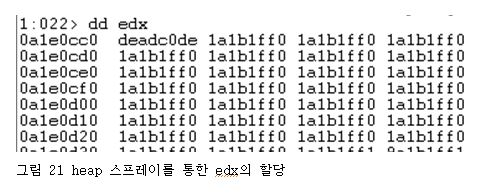 1:022> dd edx
0a1e0cc0 deadc0de 1a1b1ff0 1a1b1ff0 1a1b1ff0
0a1e0cd0 1a1b1ff0 1a1b1ff0 1a1b1ff0 1a1b1ff0
0a1e0ce0 1a1b1ff0 1a1b1ff0 1a1b1ff0 1a1b1ff0
0a1e0cf0 1a1b1ff0 1a1b1ff0 1a1b1ff0 1a1b1ff0
0a1e0d00 1a1b1ff0 1a1b1ff0 1a1b1ff0 1a1b1ff0
0a1e0d10 1a1b1ff0 1a1b1ff0 1a1b1ff0 1a1b1ff0
0a1e0d20 1a1b1ff0 1a1b1ff0 1a1b1ff0 1a1b1ff0
그림 21 heap 스프레이를 통한 edx의 할당